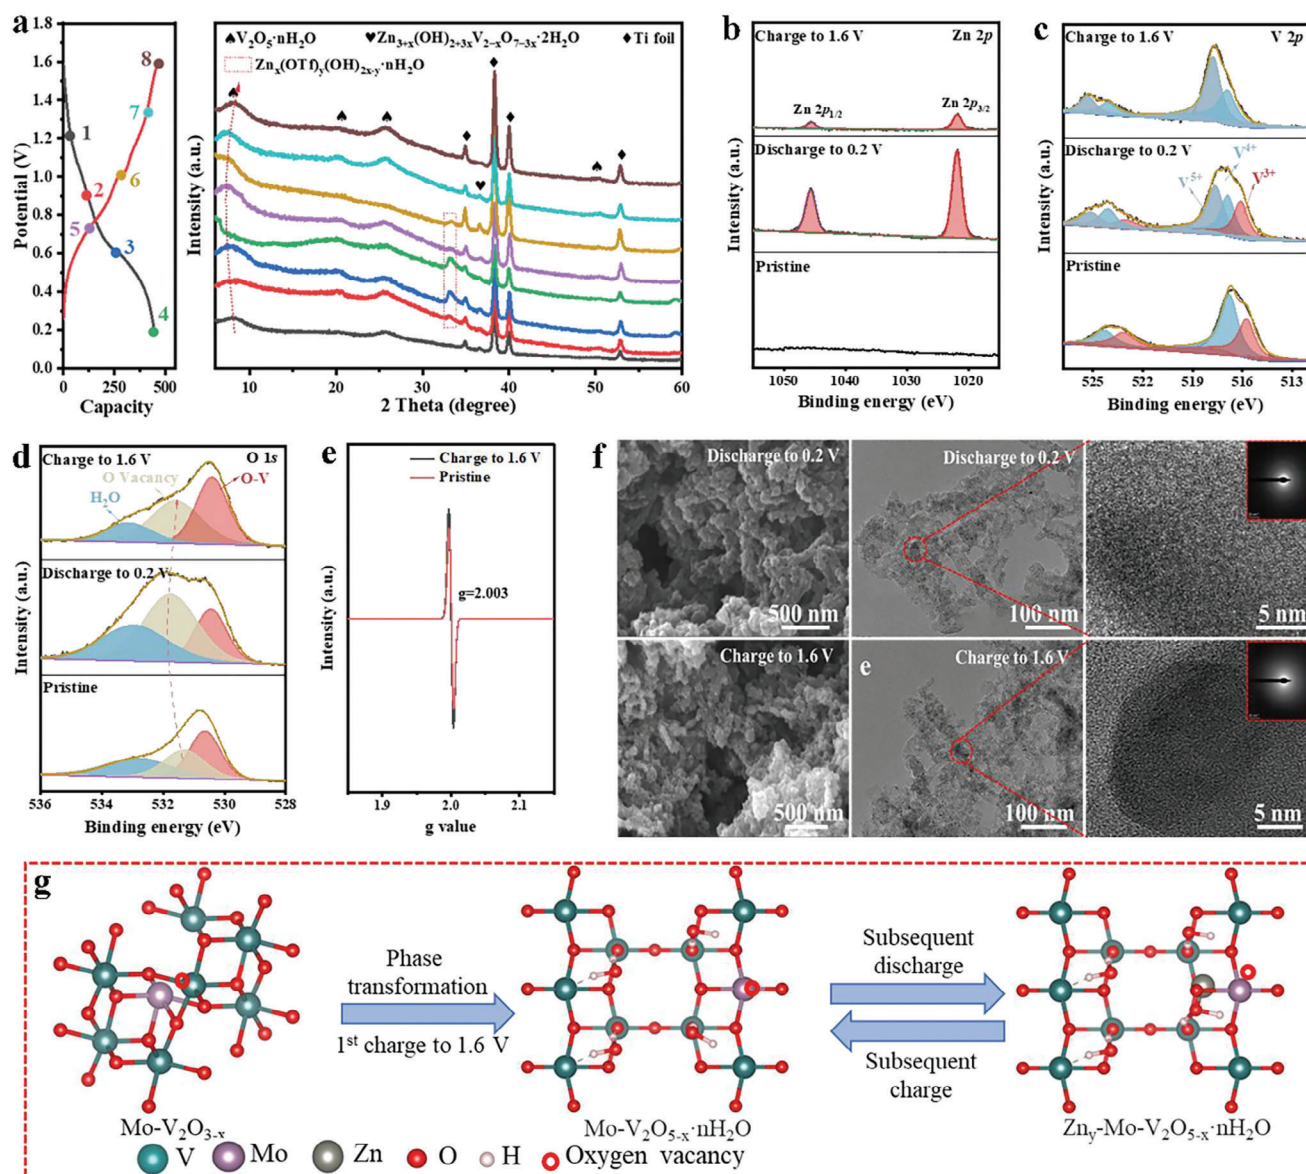 a
1.8
1.6
1.4
1.2
1.0
0.8
0.6
0.4
0.2
0.0
Potential (V)
1
2
3
4
5
6
7
8
0 250 500
Capacity
♠V₂O₅·nH₂O ♥Zn₃₊ₓ(OH)₂₊₃ₓV₂₋ₓO₇₋₃ₓ·2H₂O ♦Ti foil
Znₓ(OTf)ᵧ(OH)₂ₓ₋ᵧ·nH₂O
Intensity (a.u.)
10 20 30 40 50 60
2 Theta (degree)
b
Charge to 1.6 V Zn 2p
Zn 2p₁/₂ Zn 2p₃/₂
Discharge to 0.2 V
Pristine
Intensity (a.u.)
1050 1040 1030 1020
Binding energy (eV)
c
Charge to 1.6 V V 2p
Discharge to 0.2 V
V⁵⁺ V⁴⁺ V³⁺
Pristine
Intensity (a.u.)
525 522 519 516 513
Binding energy (eV)
d
Charge to 1.6 V O 1s
O Vacancy
H₂O O-V
Discharge to 0.2 V
Pristine
Intensity (a.u.)
536 534 532 530 528
Binding energy (eV)
e
Charge to 1.6 V
Pristine
g=2.003
Intensity (a.u.)
1.9 2.0 2.1
g value
f
Discharge to 0.2 V
500 nm
Discharge to 0.2 V
100 nm
5 nm
Charge to 1.6 V
500 nm
e
Charge to 1.6 V
100 nm
5 nm
g
Phase
transformation
1ˢᵗ charge to 1.6 V
Subsequent
discharge
Subsequent
charge
Mo-V₂O₃₋ₓ
Mo-V₂O₅₋ₓ·nH₂O
Znᵧ-Mo-V₂O₅₋ₓ·nH₂O
V Mo Zn O H Oxygen vacancy